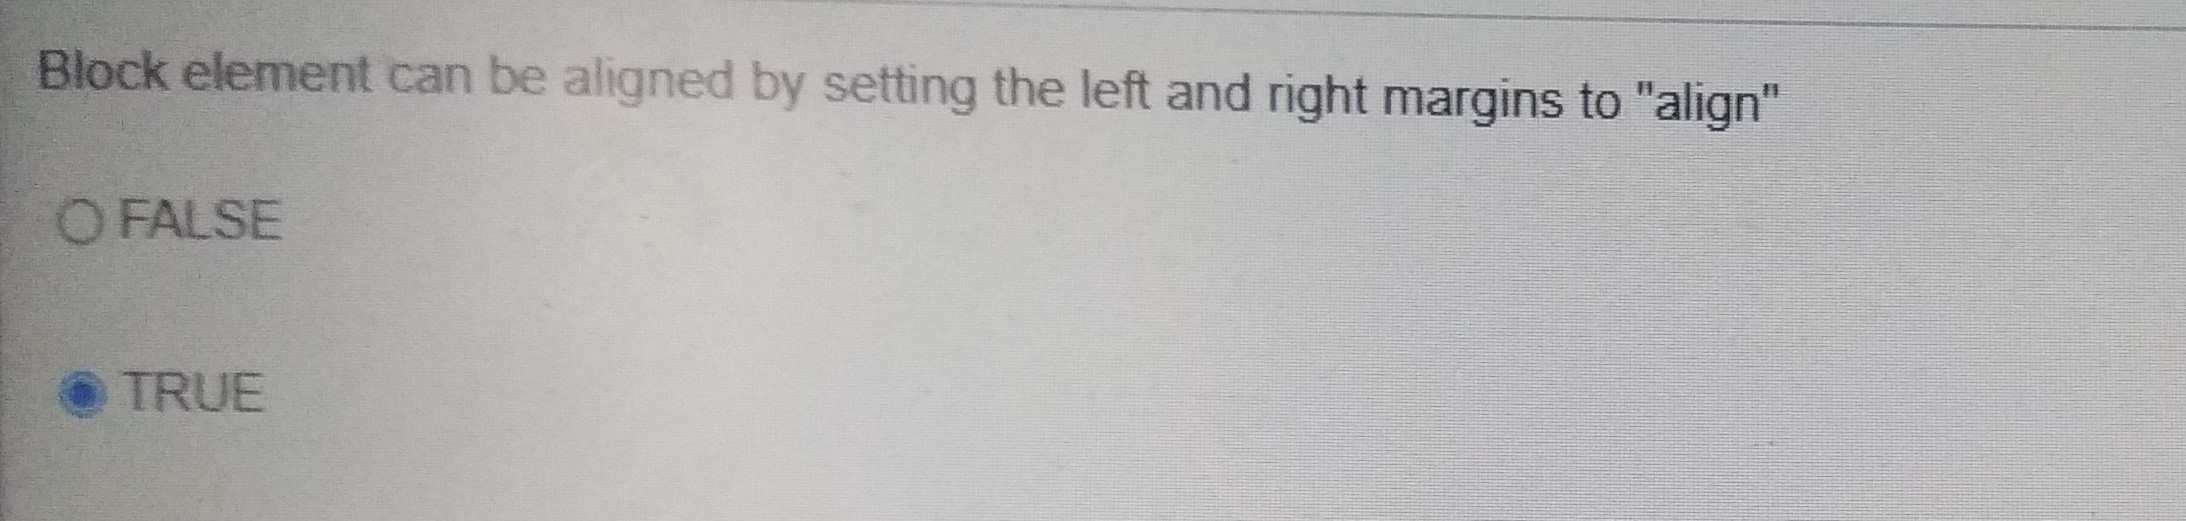 Block element can be aligned by setting the left and right margins to "align"
FALSE
TRUE